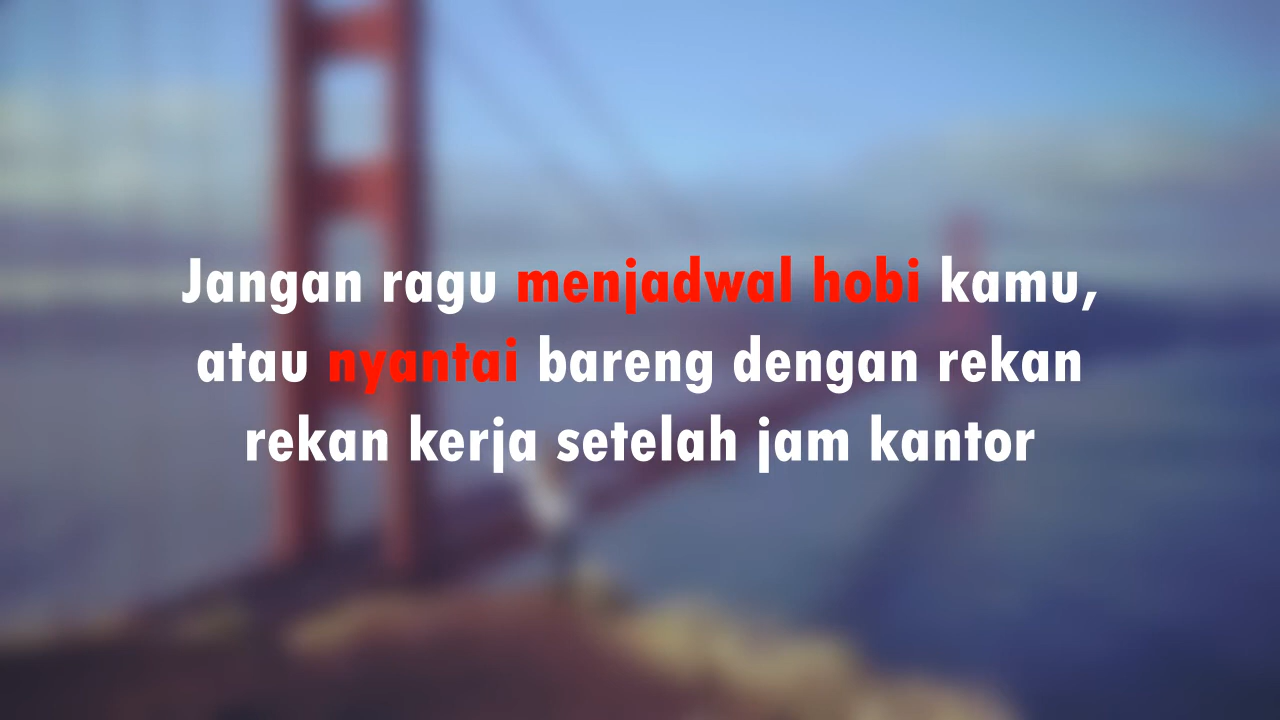 Jangan ragu menjadwal hobi kamu,
atau nyantai bareng dengan rekan
rekan kerja setelah jam kantor